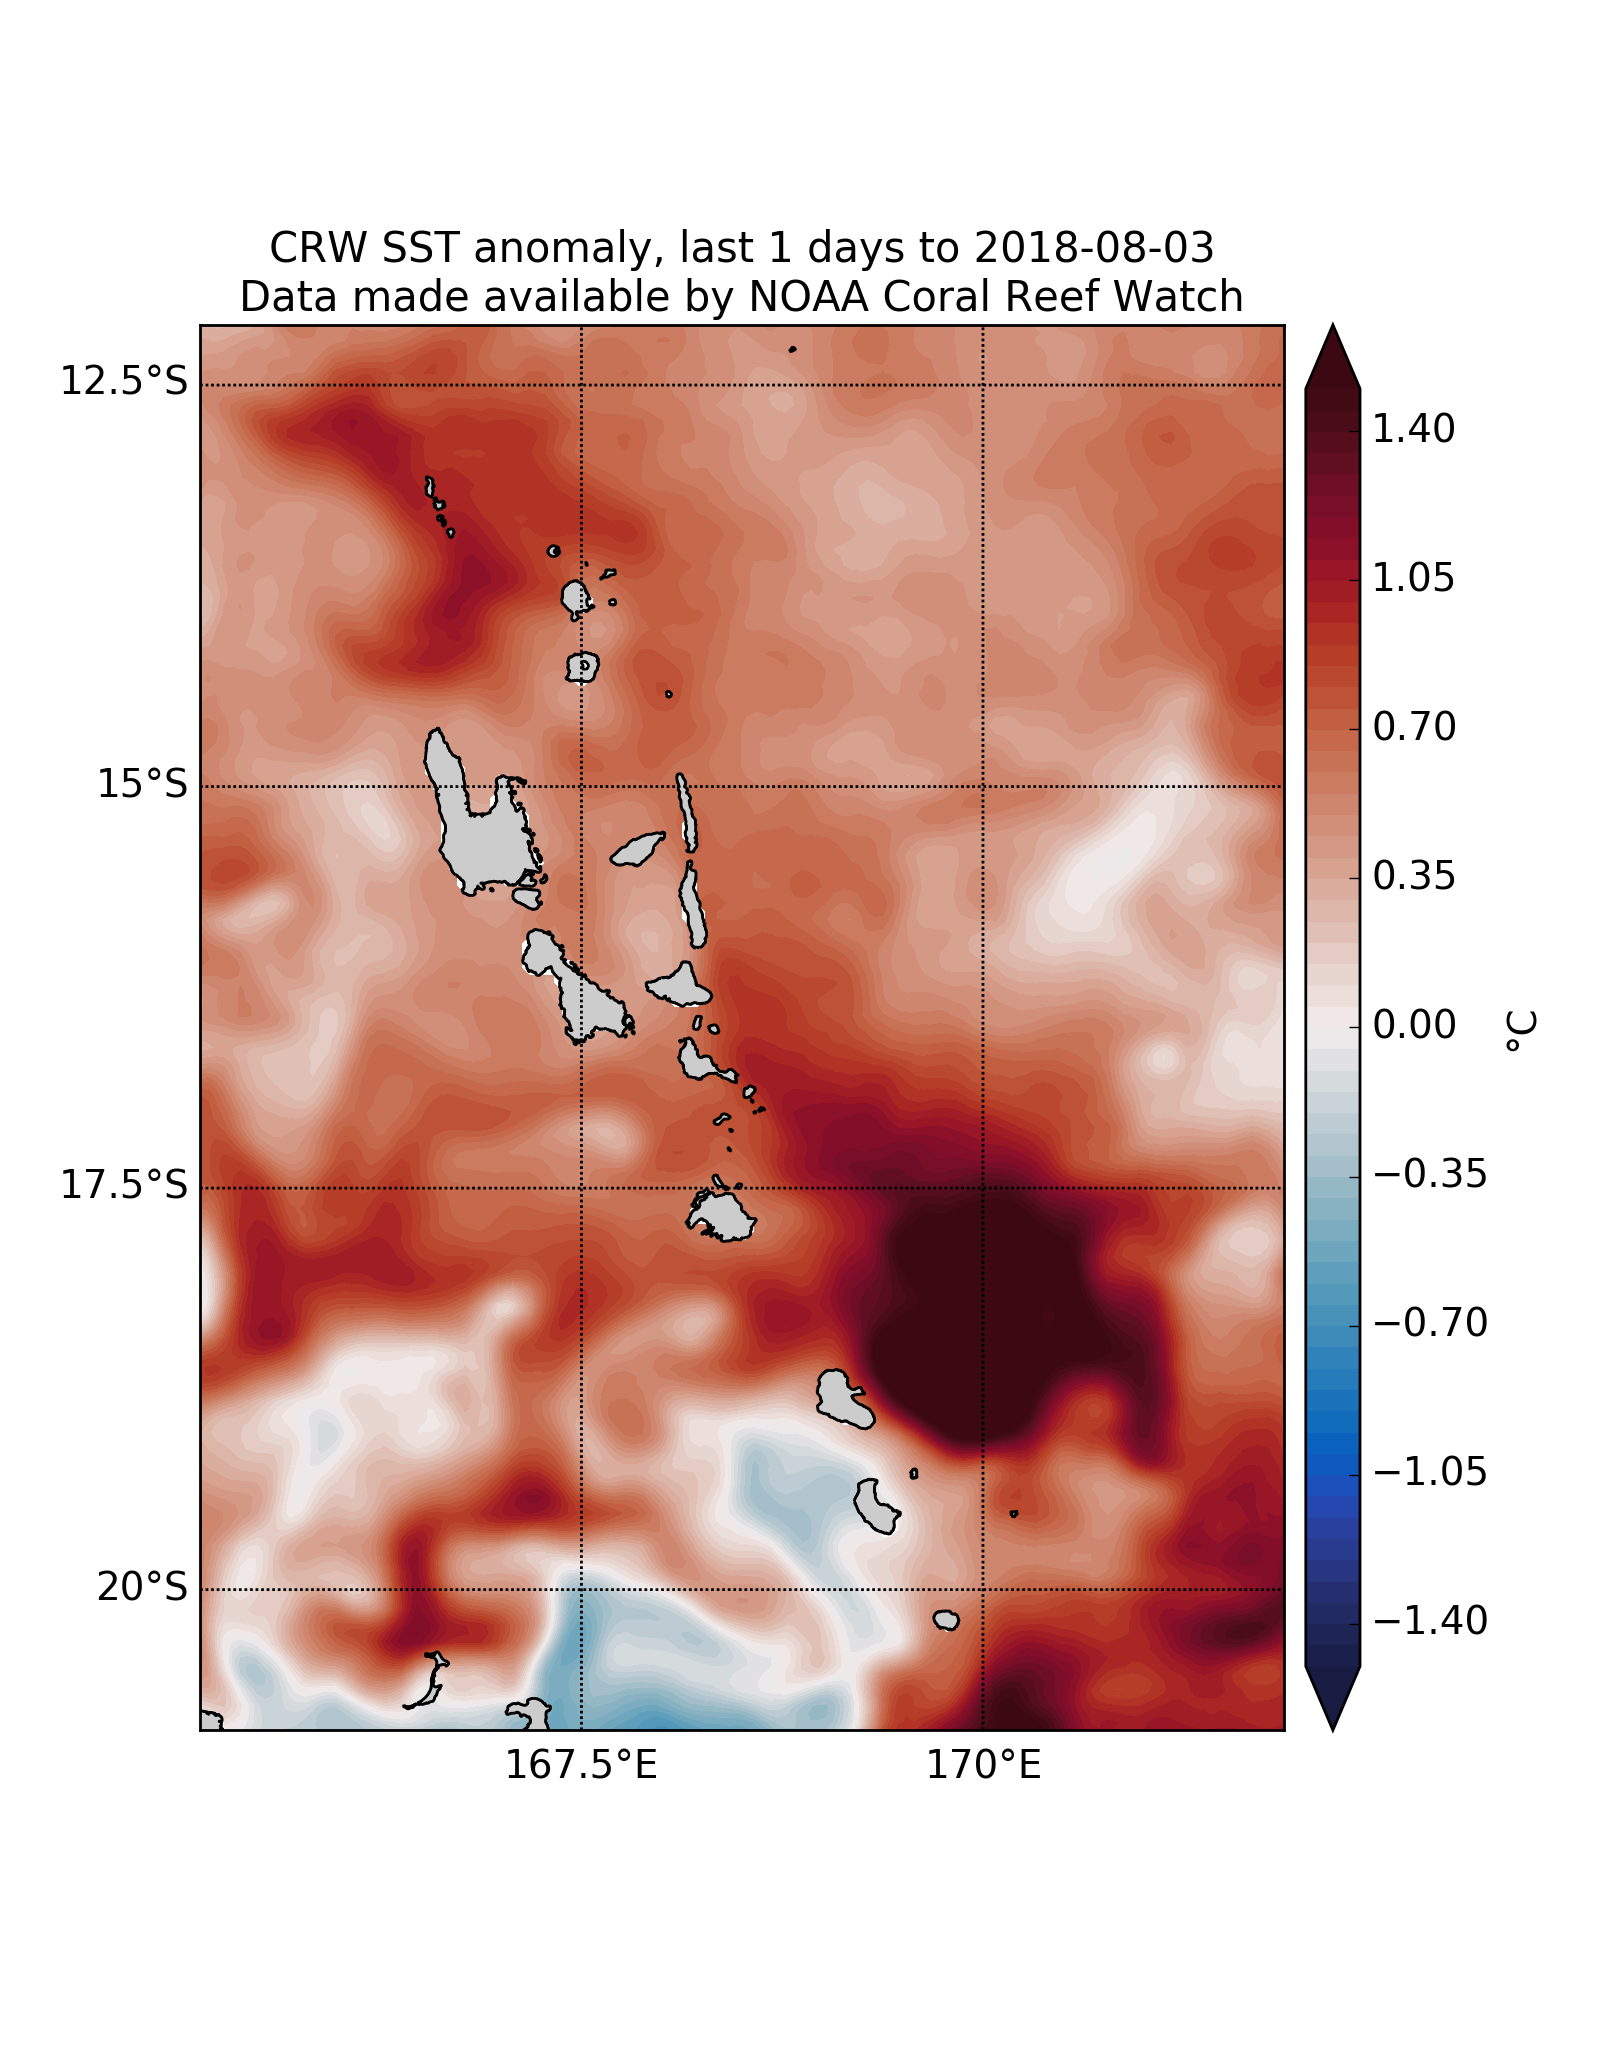 CRW SST anomaly, last 1 days to 2018-08-03
Data made available by NOAA Coral Reef Watch
12.5°S
15°S
17.5°S
20°S
167.5°E
170°E
1.40
1.05
0.70
0.35
0.00
−0.35
−0.70
−1.05
−1.40
°C